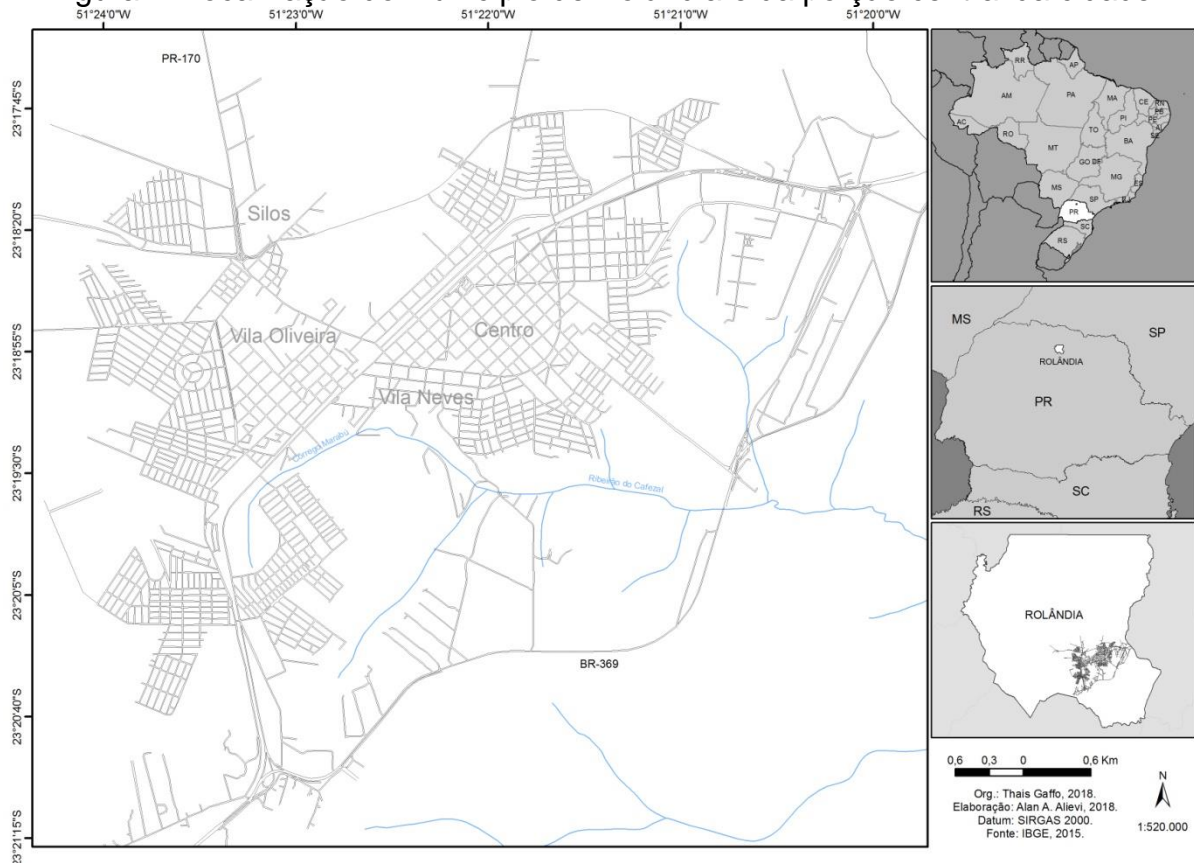 51°24'0"W 51°23'0"W 51°22'0"W 51°21'0"W 51°20'0"W
23°17'45"S
23°18'20"S
23°18'55"S
23°19'30"S
23°20'5"S
23°20'40"S
23°21'15"S
PR-170
Silos
Vila Oliveira
Centro
Vila Neves
Córrego Marabú
Ribeirão do Cafezal
BR-369
RR
AP
AM
PA
MA
CE
RN
PB
PE
AL
SE
PI
AC
RO
TO
MT
BA
GO
DF
MG
ES
MS
SP
RJ
PR
SC
RS
MS
SP
ROLÂNDIA
PR
SC
RS
ROLÂNDIA
0,6 0,3 0 0,6 Km
Org.: Thais Gaffo, 2018.
Elaboração: Alan A. Alievi, 2018.
Datum: SIRGAS 2000.
Fonte: IBGE, 2015.
N
1:520.000